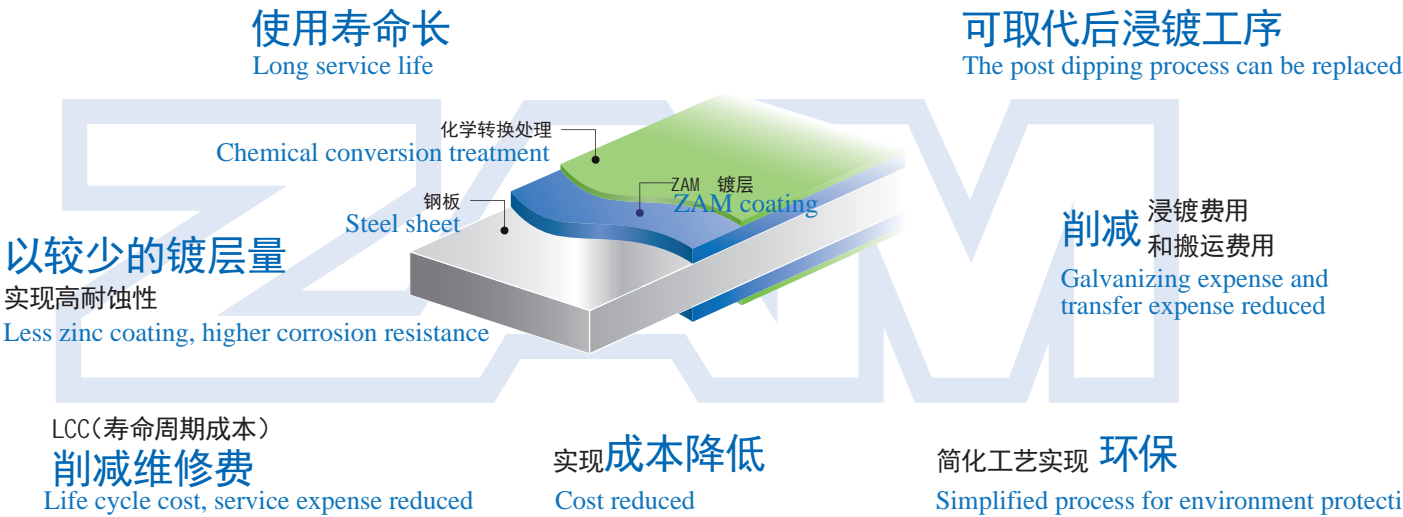 ZAM
使用寿命长
Long service life
可取代后浸镀工序
The post dipping process can be replaced
化学转换处理
Chemical conversion treatment
ZAM 镀层
ZAM coating
钢板
Steel sheet
以较少的镀层量
实现高耐蚀性
Less zinc coating, higher corrosion resistance
削减 浸镀费用
和搬运费用
Galvanizing expense and
transfer expense reduced
LCC(寿命周期成本)
削减维修费
Life cycle cost, service expense reduced
实现成本降低
Cost reduced
简化工艺实现 环保
Simplified process for environment protecti